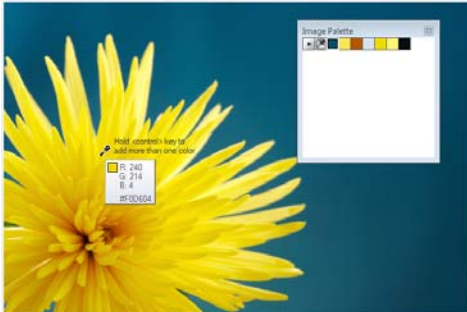 Image Palette
Hold <control> key to
add more than one color
R: 240
G: 214
B: 4
#F0D604